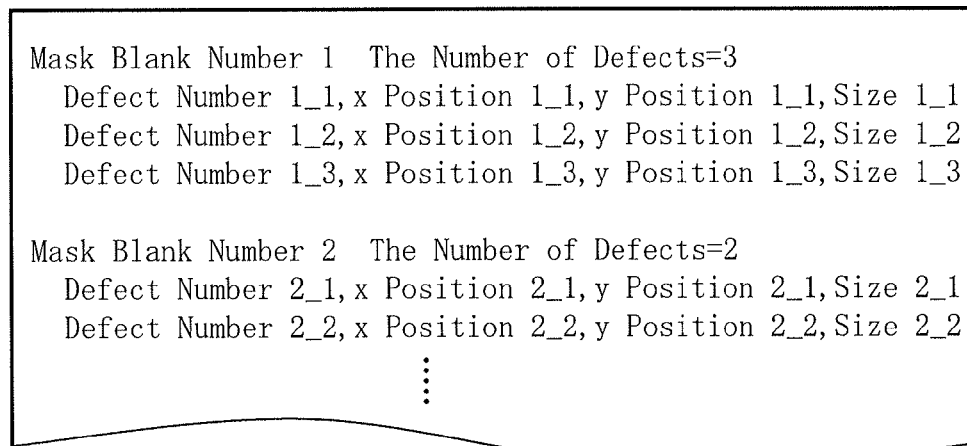 Mask Blank Number 1  The Number of Defects=3
Defect Number 1_1, x Position 1_1, y Position 1_1, Size 1_1
Defect Number 1_2, x Position 1_2, y Position 1_2, Size 1_2
Defect Number 1_3, x Position 1_3, y Position 1_3, Size 1_3
Mask Blank Number 2  The Number of Defects=2
Defect Number 2_1, x Position 2_1, y Position 2_1, Size 2_1
Defect Number 2_2, x Position 2_2, y Position 2_2, Size 2_2